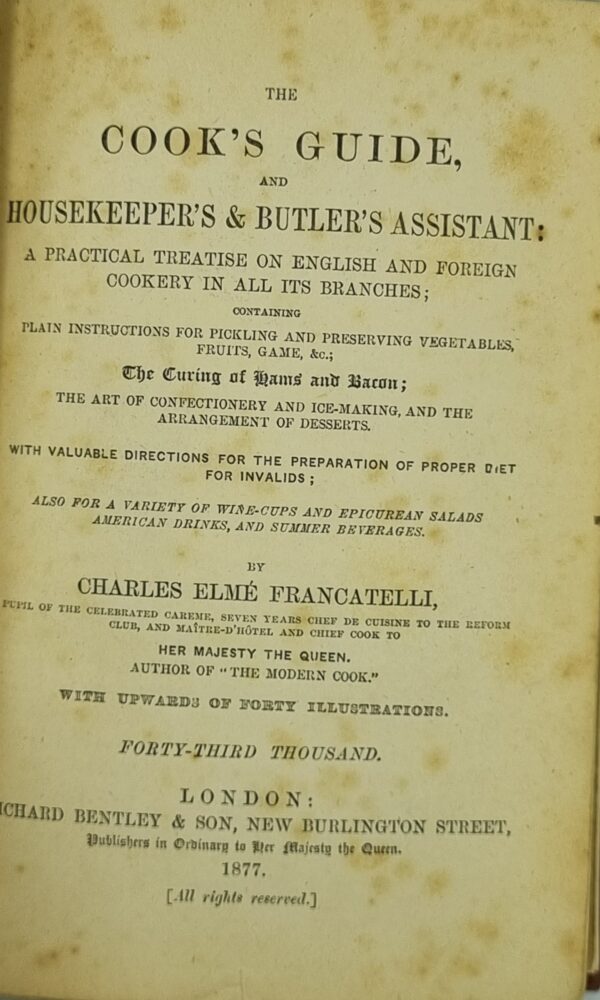 THE
COOK'S GUIDE,
AND
HOUSEKEEPER'S & BUTLER'S ASSISTANT:
A PRACTICAL TREATISE ON ENGLISH AND FOREIGN
COOKERY IN ALL ITS BRANCHES;
CONTAINING
PLAIN INSTRUCTIONS FOR PICKLING AND PRESERVING VEGETABLES,
FRUITS, GAME, &c.;
The Curing of Hams and Bacon;
THE ART OF CONFECTIONERY AND ICE-MAKING, AND THE
ARRANGEMENT OF DESSERTS.
WITH VALUABLE DIRECTIONS FOR THE PREPARATION OF PROPER DIET
FOR INVALIDS;
ALSO FOR A VARIETY OF WINE-CUPS AND EPICUREAN SALADS
AMERICAN DRINKS, AND SUMMER BEVERAGES.
BY
CHARLES ELMÉ FRANCATELLI,
PUPIL OF THE CELEBRATED CAREME, SEVEN YEARS CHEF DE CUISINE TO THE REFORM
CLUB, AND MAÎTRE-D'HÔTEL AND CHIEF COOK TO
HER MAJESTY THE QUEEN.
AUTHOR OF "THE MODERN COOK."
WITH UPWARDS OF FORTY ILLUSTRATIONS.
FORTY-THIRD THOUSAND.
LONDON:
ICHARD BENTLEY & SON, NEW BURLINGTON STREET,
Publishers in Ordinary to Her Majesty the Queen.
1877.
[All rights reserved.]